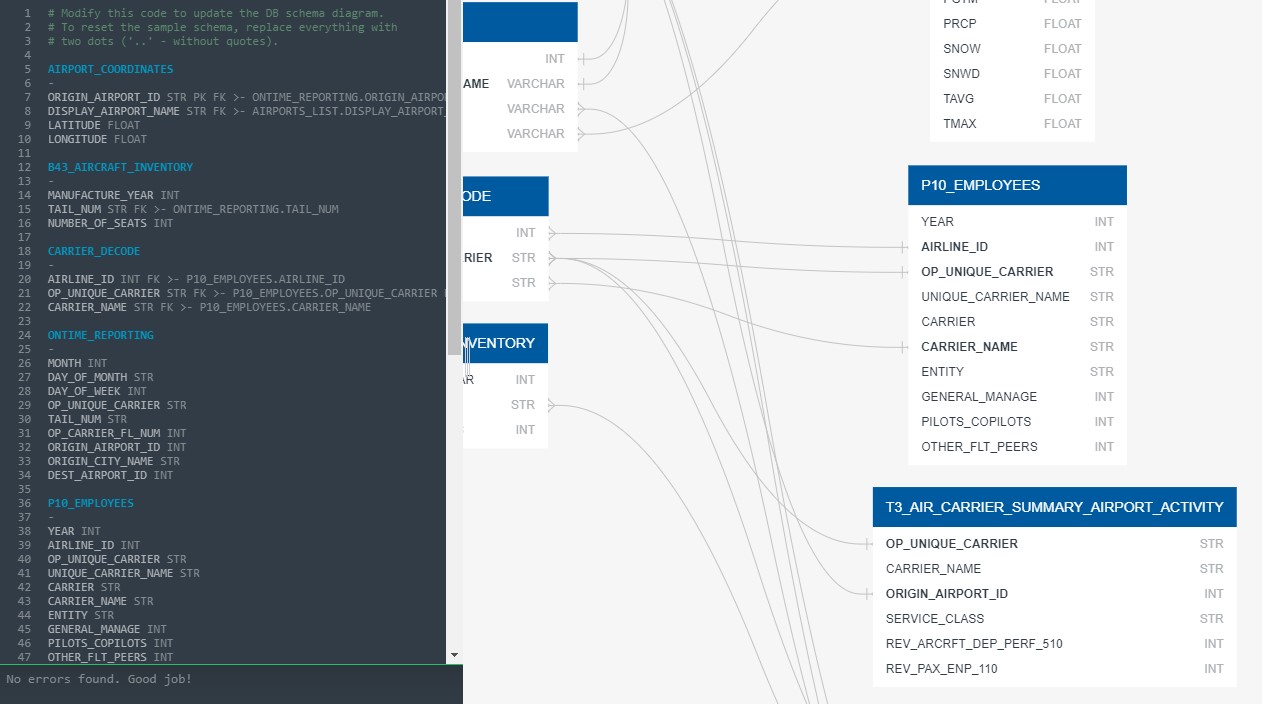 1 # Modify this code to update the DB schema diagram.
2 # To reset the sample schema, replace everything with
3 # two dots ('..' - without quotes).
4
5 AIRPORT_COORDINATES
6 -
7 ORIGIN_AIRPORT_ID STR PK FK >- ONTIME_REPORTING.ORIGIN_AIRPO
8 DISPLAY_AIRPORT_NAME STR FK >- AIRPORTS_LIST.DISPLAY_AIRPORT_
9 LATITUDE FLOAT
10 LONGITUDE FLOAT
11
12 B43_AIRCRAFT_INVENTORY
13 -
14 MANUFACTURE_YEAR INT
15 TAIL_NUM STR FK >- ONTIME_REPORTING.TAIL_NUM
16 NUMBER_OF_SEATS INT
17
18 CARRIER_DECODE
19 -
20 AIRLINE_ID INT FK >- P10_EMPLOYEES.AIRLINE_ID
21 OP_UNIQUE_CARRIER STR FK >- P10_EMPLOYEES.OP_UNIQUE_CARRIER
22 CARRIER_NAME STR FK >- P10_EMPLOYEES.CARRIER_NAME
23
24 ONTIME_REPORTING
25 -
26 MONTH INT
27 DAY_OF_MONTH STR
28 DAY_OF_WEEK INT
29 OP_UNIQUE_CARRIER STR
30 TAIL_NUM STR
31 OP_CARRIER_FL_NUM INT
32 ORIGIN_AIRPORT_ID INT
33 ORIGIN_CITY_NAME STR
34 DEST_AIRPORT_ID INT
35
36 P10_EMPLOYEES
37 -
38 YEAR INT
39 AIRLINE_ID INT
40 OP_UNIQUE_CARRIER STR
41 UNIQUE_CARRIER_NAME STR
42 CARRIER STR
43 CARRIER_NAME STR
44 ENTITY STR
45 GENERAL_MANAGE INT
46 PILOTS_COPILOTS INT
47 OTHER_FLT_PEERS INT
No errors found. Good job!
INT
AME VARCHAR
VARCHAR
VARCHAR
ODE
INT
RIER STR
STR
NVENTORY
AR INT
STR
INT
FLOAT
PRCP FLOAT
SNOW FLOAT
SNWD FLOAT
TAVG FLOAT
TMAX FLOAT
P10_EMPLOYEES
YEAR INT
AIRLINE_ID INT
OP_UNIQUE_CARRIER STR
UNIQUE_CARRIER_NAME STR
CARRIER STR
CARRIER_NAME STR
ENTITY STR
GENERAL_MANAGE INT
PILOTS_COPILOTS INT
OTHER_FLT_PEERS INT
T3_AIR_CARRIER_SUMMARY_AIRPORT_ACTIVITY
OP_UNIQUE_CARRIER STR
CARRIER_NAME STR
ORIGIN_AIRPORT_ID INT
SERVICE_CLASS STR
REV_ARCRFT_DEP_PERF_510 INT
REV_PAX_ENP_110 INT